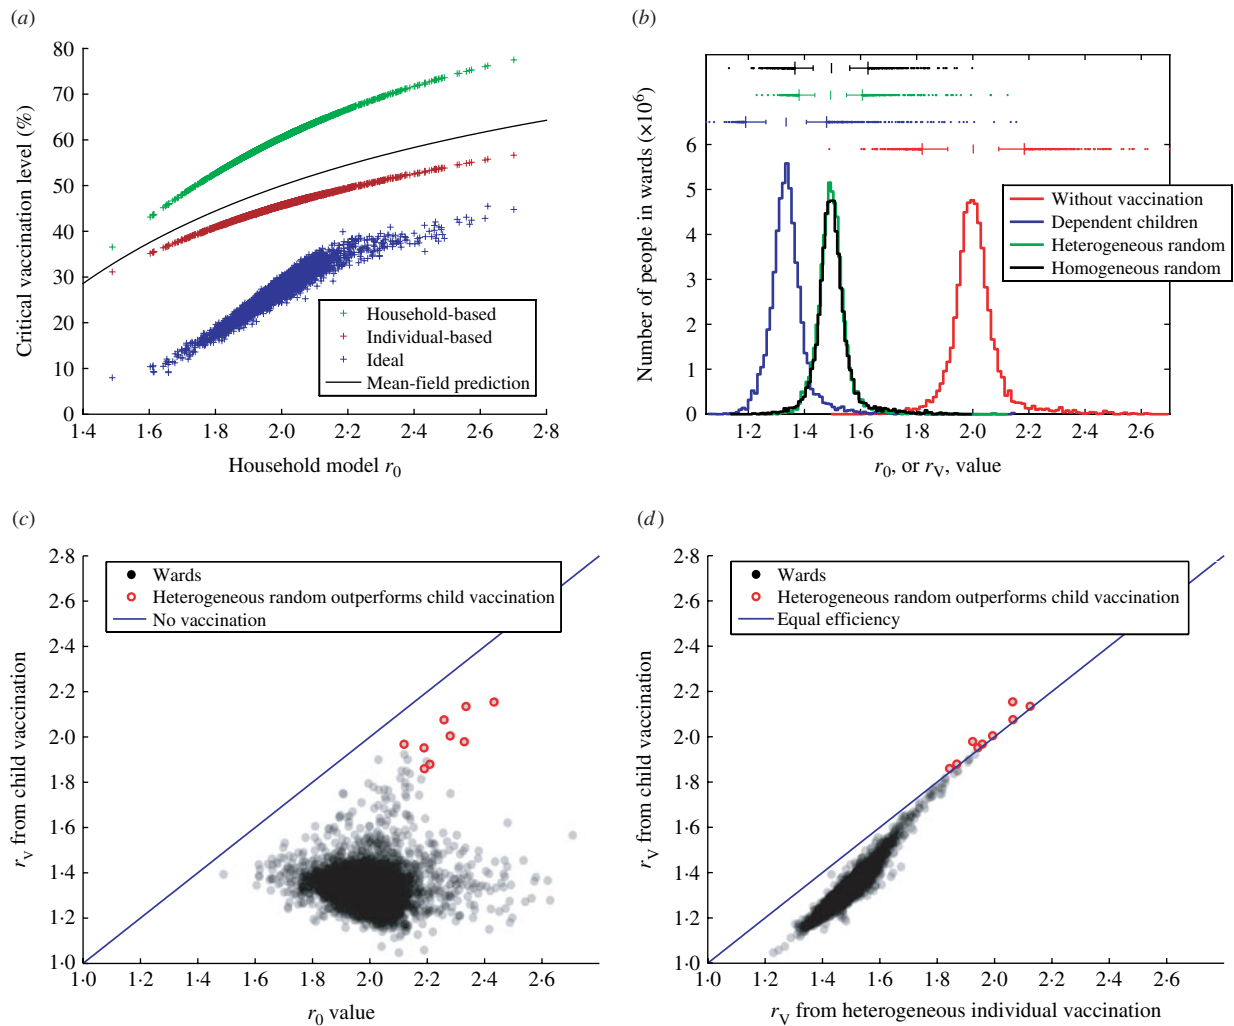 (a)
Critical vaccination level (%)
80
70
60
50
40
30
20
10
0
1·4
1·6
1·8
2·0
2·2
2·4
2·6
2·8
Household model r0
Household-based
Individual-based
Ideal
Mean-field prediction
(b)
Number of people in wards (×10⁶)
6
5
4
3
2
1
0
1·2
1·4
1·6
1·8
2·0
2·2
2·4
2·6
r0, or rV, value
Without vaccination
Dependent children
Heterogeneous random
Homogeneous random
(c)
rV from child vaccination
2·8
2·6
2·4
2·2
2·0
1·8
1·6
1·4
1·2
1·0
1·0
1·2
1·4
1·6
1·8
2·0
2·2
2·4
2·6
r0 value
Wards
Heterogeneous random outperforms child vaccination
No vaccination
(d)
rV from child vaccination
2·8
2·6
2·4
2·2
2·0
1·8
1·6
1·4
1·2
1·0
1·0
1·2
1·4
1·6
1·8
2·0
2·2
2·4
2·6
2·8
rV from heterogeneous individual vaccination
Wards
Heterogeneous random outperforms child vaccination
Equal efficiency